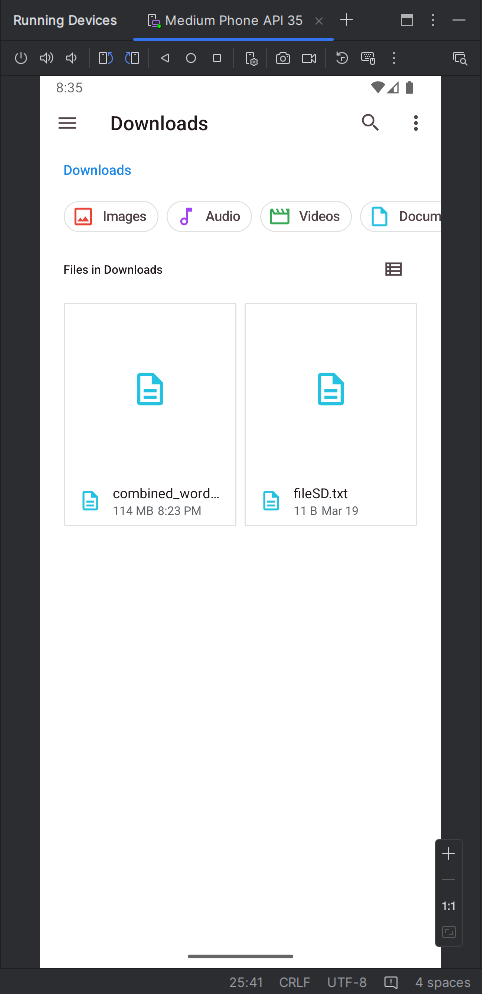 Running Devices Medium Phone API 35
8:35
Downloads
Downloads
Images Audio Videos Docum
Files in Downloads
combined_word... fileSD.txt
114 MB 8:23 PM 11 B Mar 19
1:1
25:41 CRLF UTF-8 4 spaces